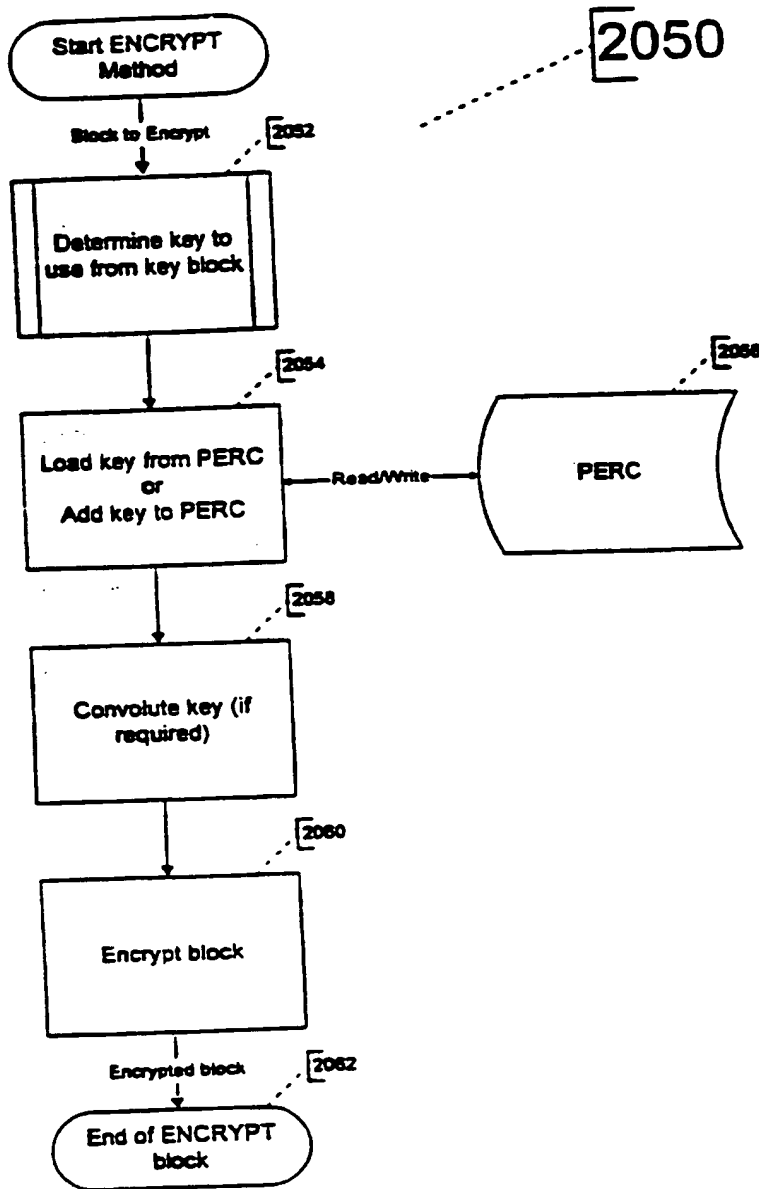 Start ENCRYPT
Method
2050
Block to Encrypt
2052
Determine key to
use from key block
2054
2056
Load key from PERC
or
Add key to PERC
Read/Write
PERC
2058
Convolute key (if
required)
2060
Encrypt block
Encrypted block
2062
End of ENCRYPT
block